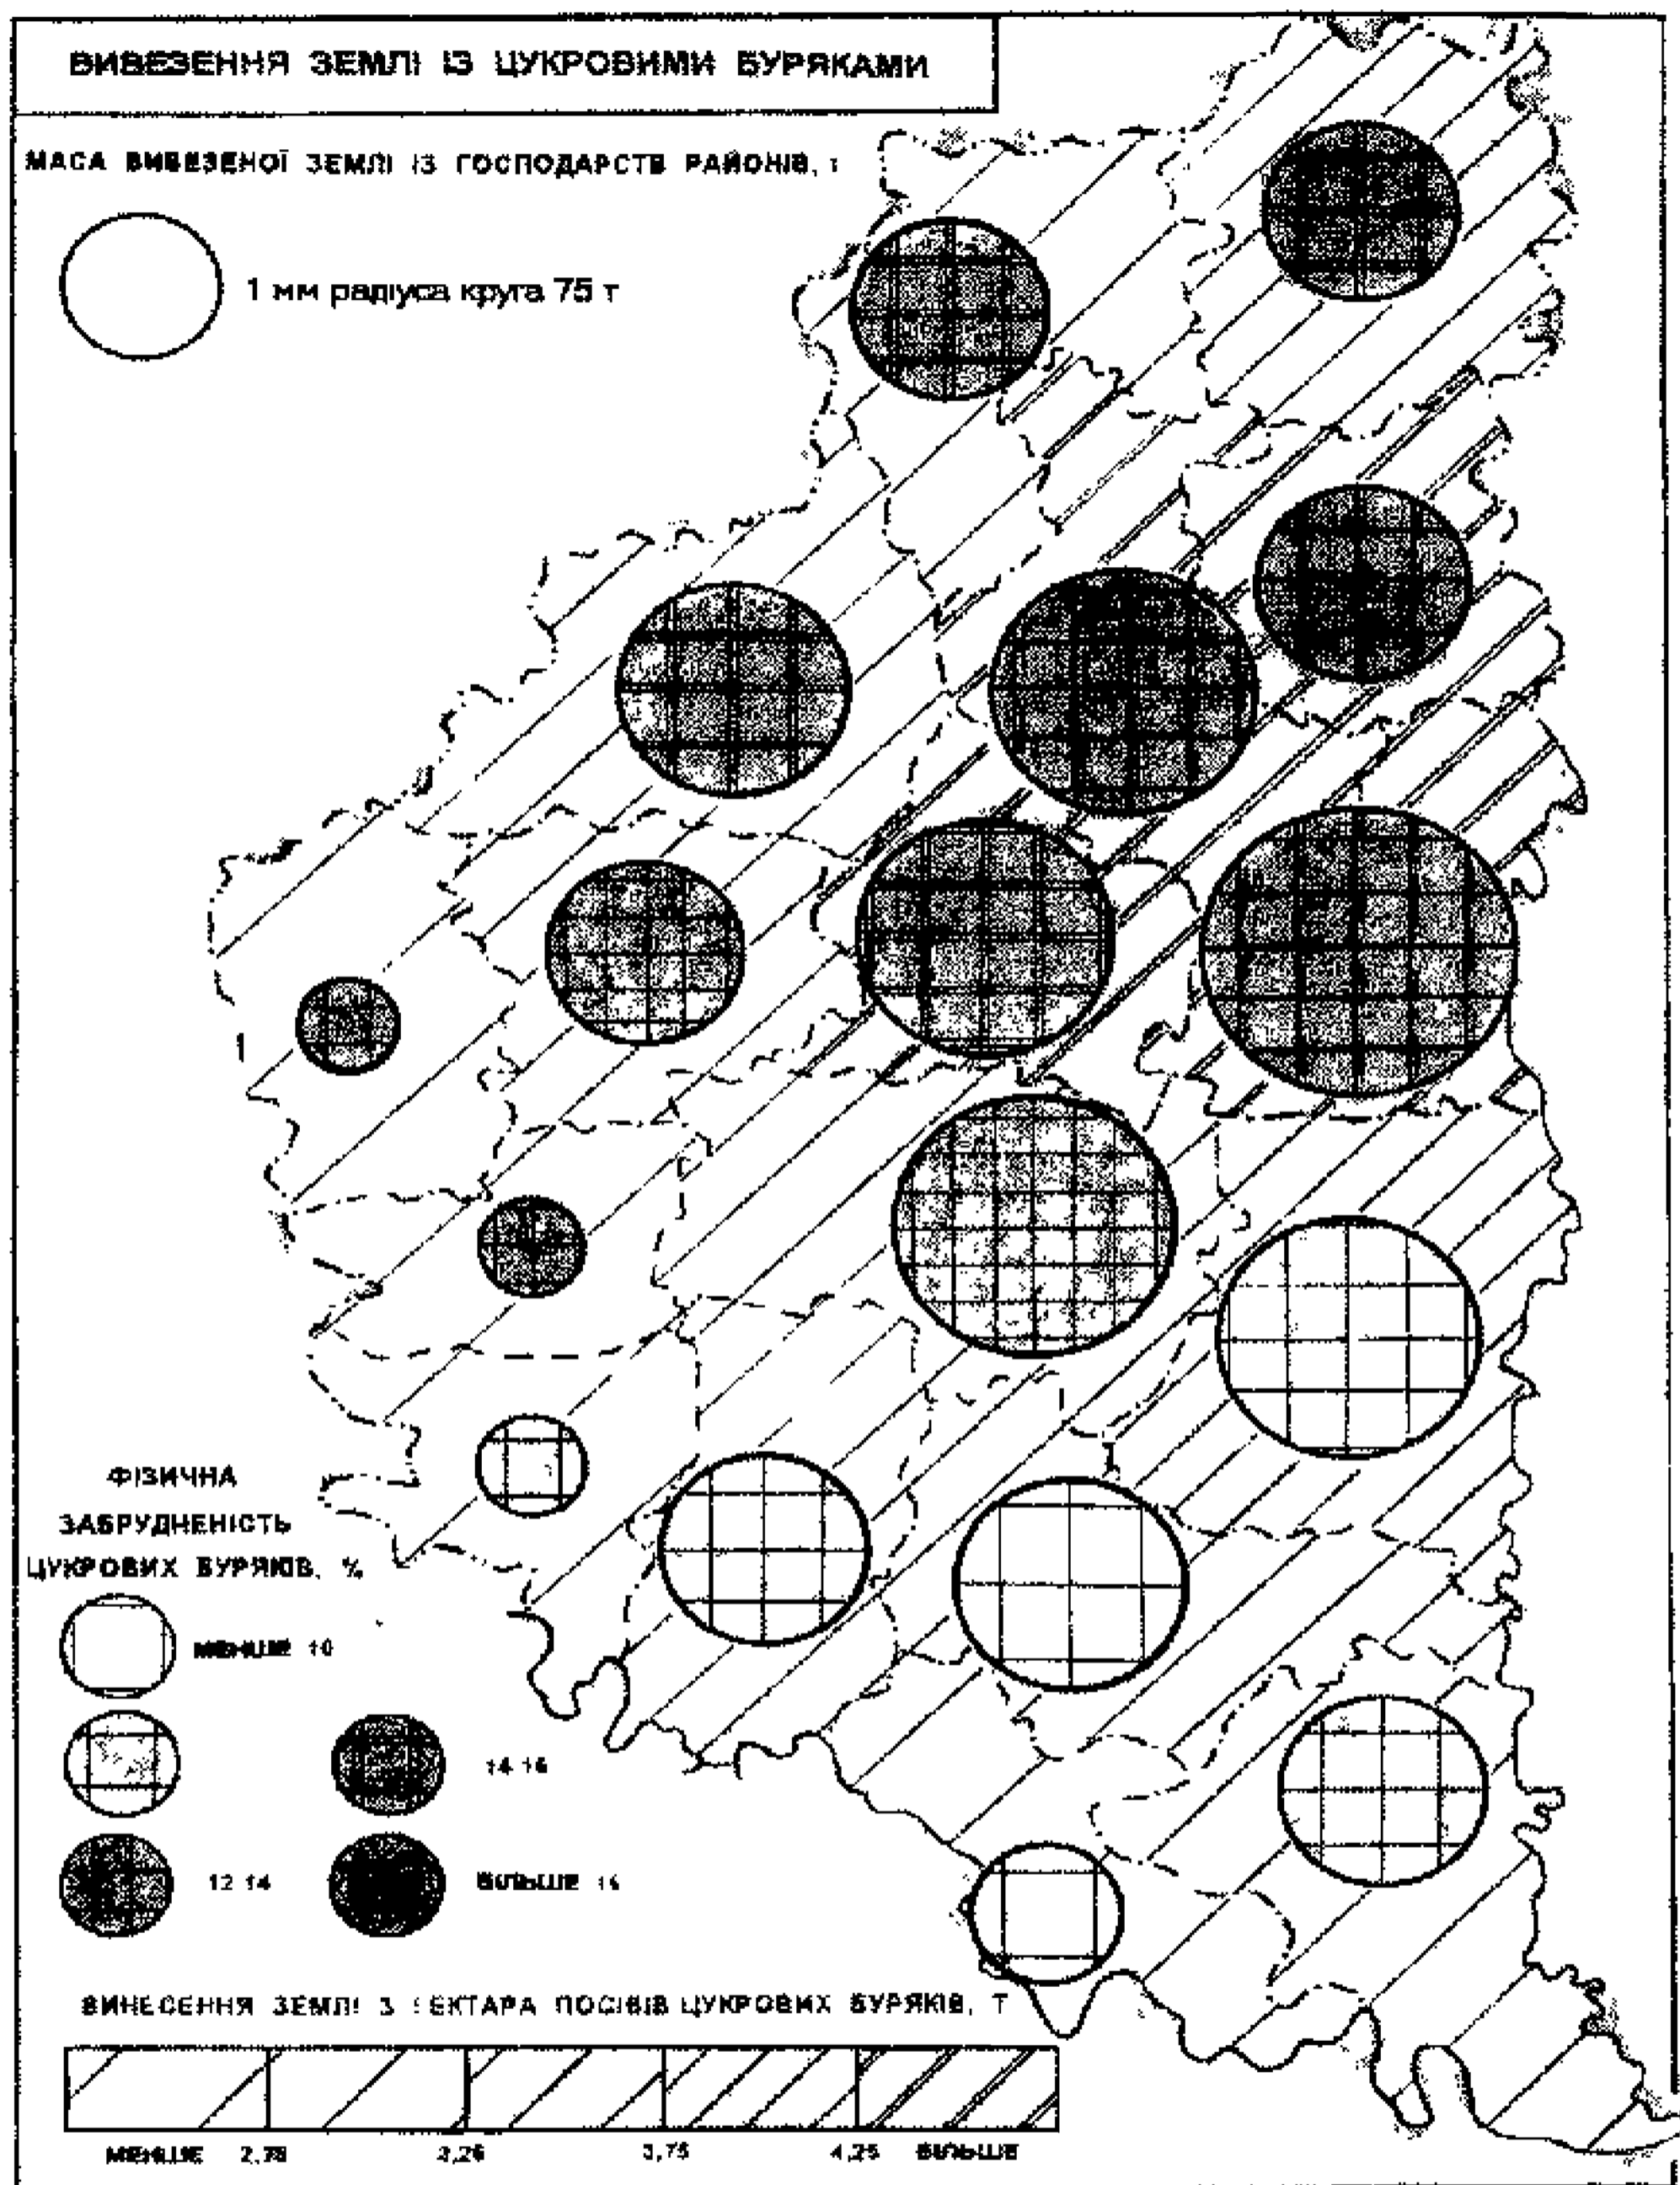 ВИВЕЗЕННЯ ЗЕМЛІ ІЗ ЦУКРОВИМИ БУРЯКАМИ
МАСА ВИВЕЗЕНОЇ ЗЕМЛІ ІЗ ГОСПОДАРСТВ РАЙОНІВ, т
1 мм радіуса круга 75 т
1
ФІЗИЧНА
ЗАБРУДНЕНІСТЬ
ЦУКРОВИХ БУРЯКІВ, %
МЕНШЕ 10
14 16
12 14
БІЛЬШЕ 16
ВИНЕСЕННЯ ЗЕМЛІ З ГЕКТАРА ПОСІВІВ ЦУКРОВИХ БУРЯКІВ, Т
МЕНШЕ 2,75 3,25 3,75 4,25 БІЛЬШЕ